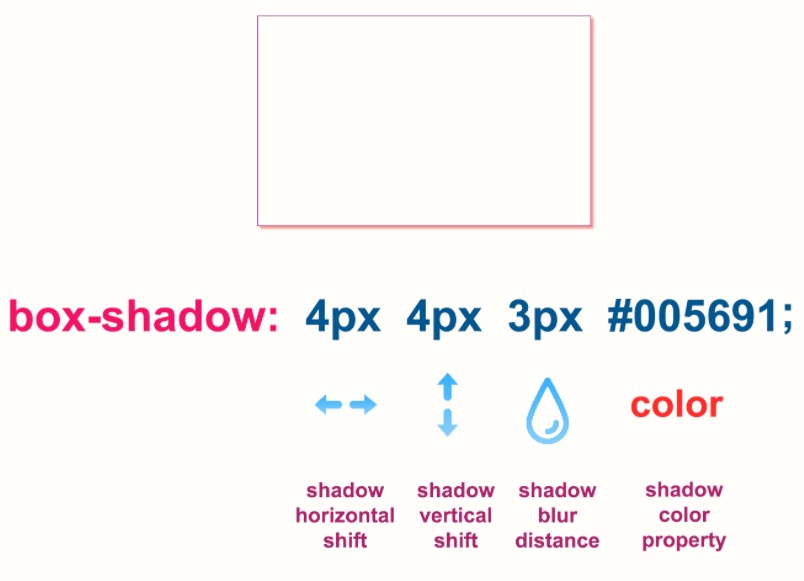 box-shadow: 4px 4px 3px #005691;
color
shadow horizontal shift
shadow vertical shift
shadow blur distance
shadow color property